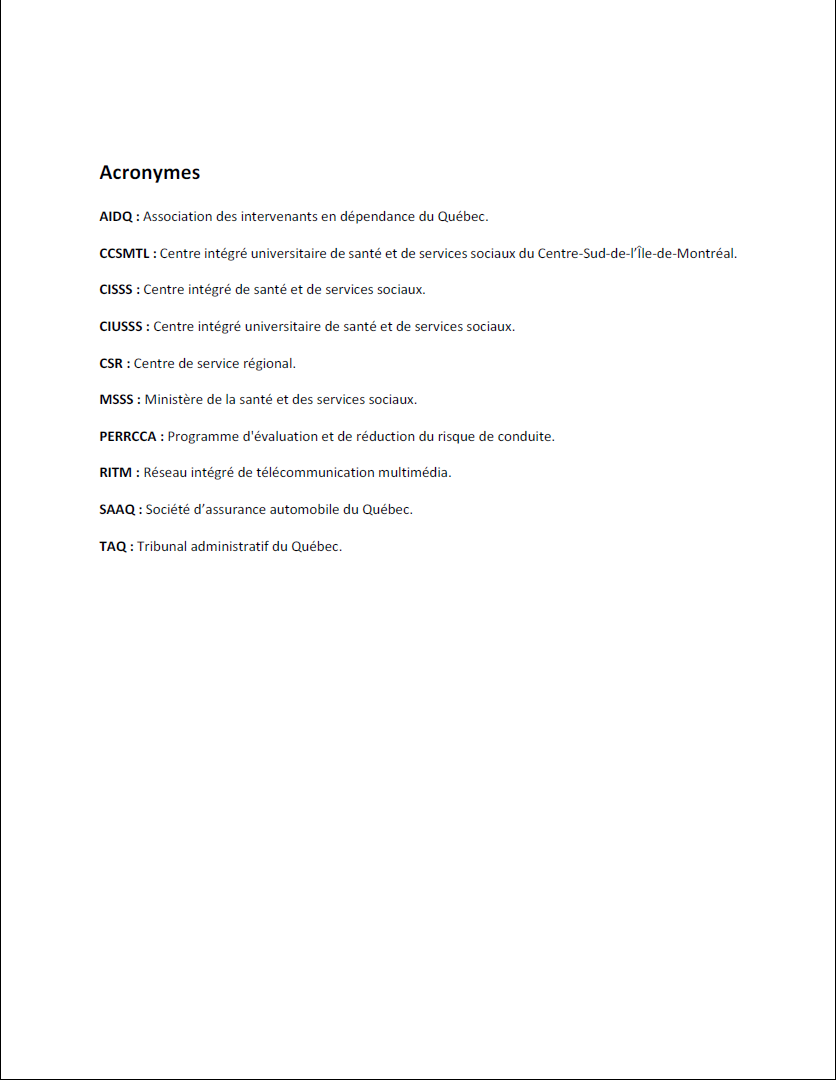 Acronymes
AIDQ : Association des intervenants en dépendance du Québec.
CCSMTL : Centre intégré universitaire de santé et de services sociaux du Centre-Sud-de-l’Île-de-Montréal.
CISSS : Centre intégré de santé et de services sociaux.
CIUSSS : Centre intégré universitaire de santé et de services sociaux.
CSR : Centre de service régional.
MSSS : Ministère de la santé et des services sociaux.
PERRCCA : Programme d'évaluation et de réduction du risque de conduite.
RITM : Réseau intégré de télécommunication multimédia.
SAAQ : Société d’assurance automobile du Québec.
TAQ : Tribunal administratif du Québec.